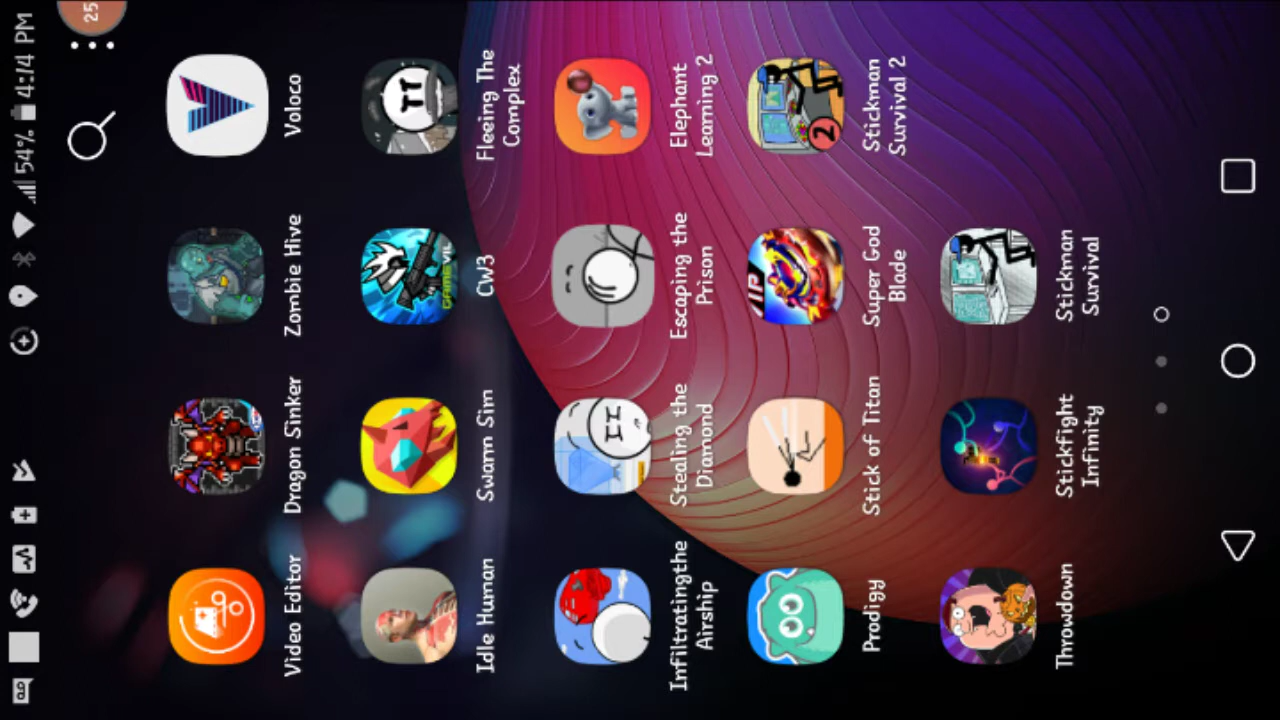 54% 4:14 PM
25
Video Editor
Dragon Sinker
Zombie Hive
Voloco
Idle Human
Swarm Sim
CW3
Fleeing The
Complex
Infiltratingthe
Airship
Stealing the
Diamond
Escaping the
Prison
Elephant
Learning 2
Prodigy
Stick of Titan
Super God
Blade
Stickman
Survival 2
2
Throwdown
Stickfight
Infinity
Stickman
Survival